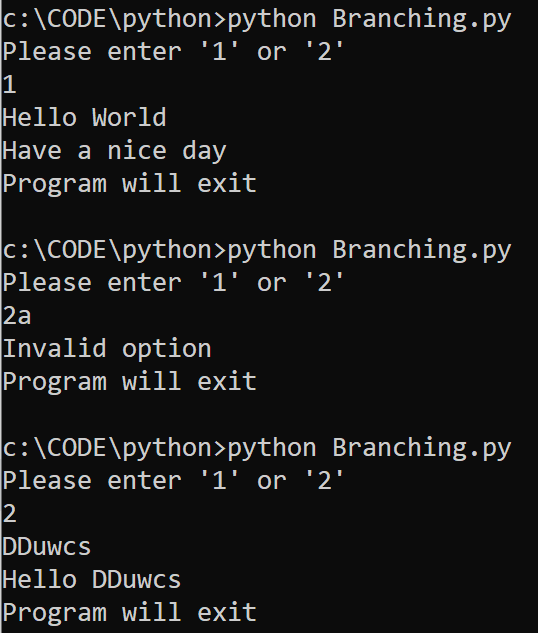 c:\CODE\python>python Branching.py
Please enter '1' or '2'
1
Hello World
Have a nice day
Program will exit
c:\CODE\python>python Branching.py
Please enter '1' or '2'
2a
Invalid option
Program will exit
c:\CODE\python>python Branching.py
Please enter '1' or '2'
2
DDuwcs
Hello DDuwcs
Program will exit